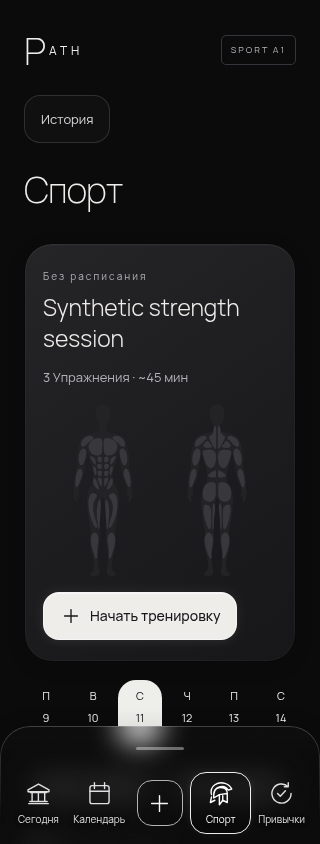 PATH
SPORT A1
История
Спорт
Без расписания
Synthetic strength
session
3 Упражнения · ~45 мин
Начать тренировку
П В С Ч П С
9 10 11 12 13 14
Сегодня Календарь Спорт Привычки